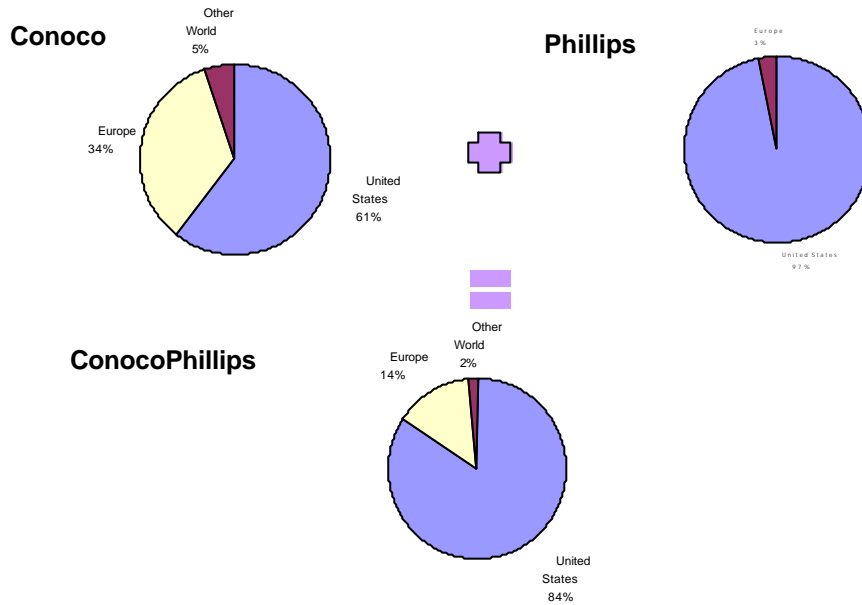 Conoco
Other
World
5%
Europe
34%
United
States
61%
Phillips
Europe
3%
United States
97%
ConocoPhillips
Other
World
2%
Europe
14%
United
States
84%